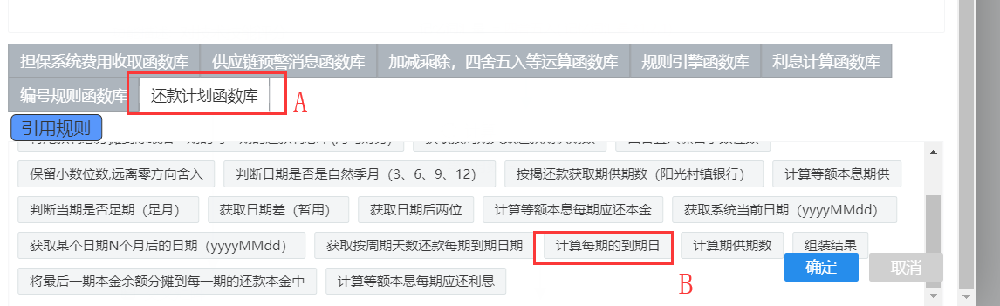 担保系统费用收取函数库 供应链预警消息函数库 加减乘除，四舍五入等运算函数库 规则引擎函数库 利息计算函数库
编号规则函数库 还款计划函数库 A
引用规则
保留小数位数,远离零方向舍入 判断日期是否是自然季月（3、6、9、12） 按揭还款获取期供期数（阳光村镇银行） 计算等额本息期供
判断当期是否足期（足月） 获取日期差（暂用） 获取日期后两位 计算等额本息每期应还本金 获取系统当前日期（yyyyMMdd）
获取某个日期N个月后的日期（yyyyMMdd） 获取按周期天数还款每期到期日期 计算每期的到期日 计算期供期数 组装结果
确定 取消
将最后一期本金余额分摊到每一期的还款本金中 计算等额本息每期应还利息 B